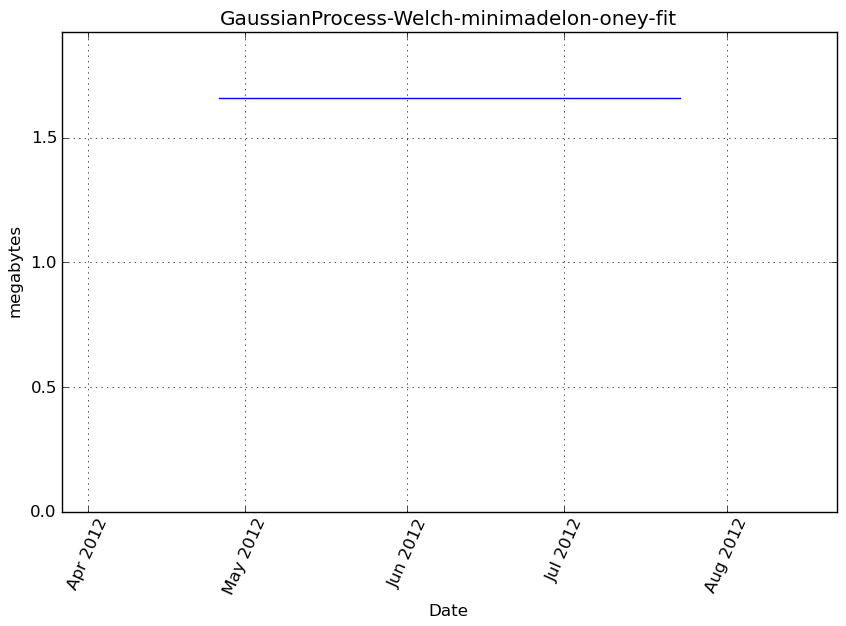 GaussianProcess-Welch-minimadelon-oney-fit
megabytes
1.5
1.0
0.5
0.0
Apr 2012
May 2012
Jun 2012
Jul 2012
Aug 2012
Date